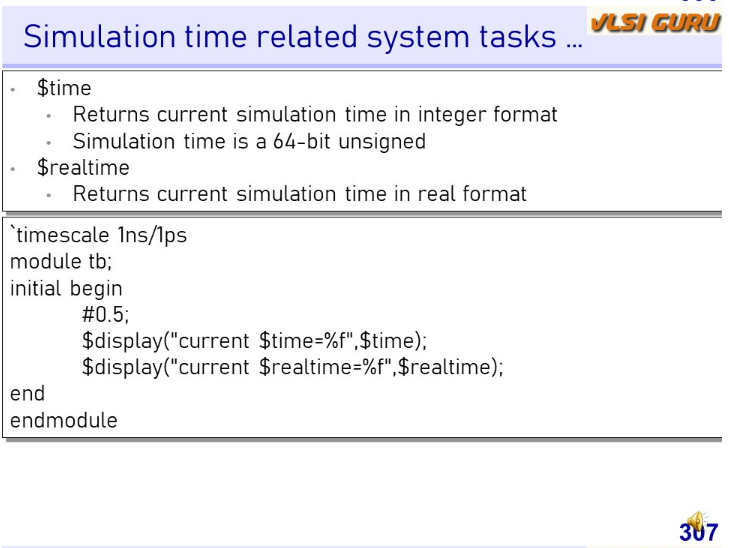 Simulation time related system tasks ...
VLSI GURU
• $time
• Returns current simulation time in integer format
• Simulation time is a 64-bit unsigned
• $realtime
• Returns current simulation time in real format
`timescale 1ns/1ps
module tb;
initial begin
#0.5;
$display("current $time=%f",$time);
$display("current $realtime=%f",$realtime);
end
endmodule
307